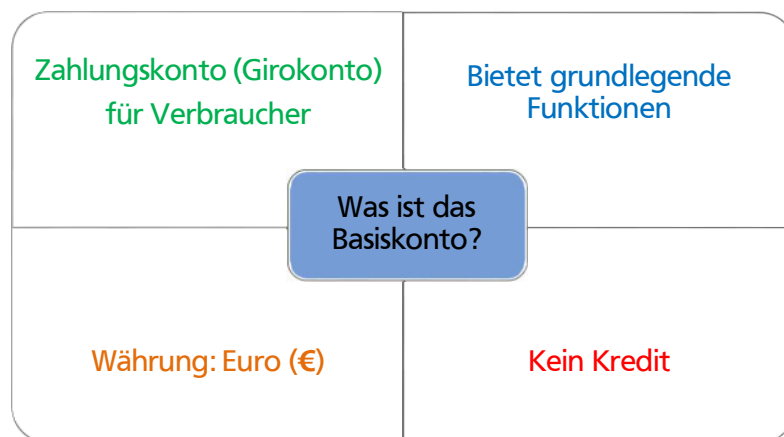 Zahlungskonto (Girokonto)
für Verbraucher
Bietet grundlegende
Funktionen
Was ist das
Basiskonto?
Währung: Euro (€)
Kein Kredit